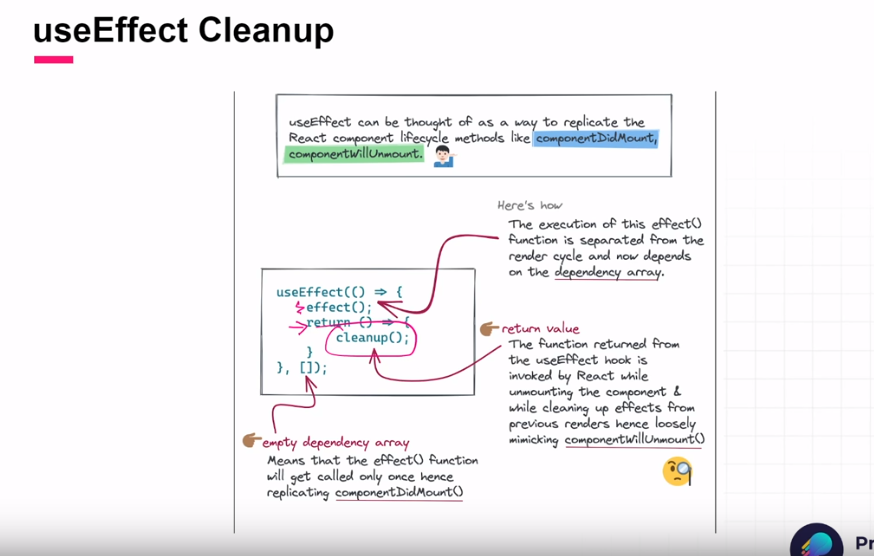 useEffect Cleanup
useEffect can be thought of as a way to replicate the
React component lifecycle methods like componentDidMount,
componentWillUnmount.
Here's how
The execution of this effect()
function is separated from the
render cycle and now depends
on the dependency array.
useEffect(() => {
effect();
return () => {
cleanup();
}
}, []);
return value
The function returned from
the useEffect hook is
invoked by React while
unmounting the component &
while cleaning up effects from
previous renders hence loosely
mimicking componentWillUnmount()
empty dependency array
Means that the effect() function
will get called only once hence
replicating componentDidMount()
Pr